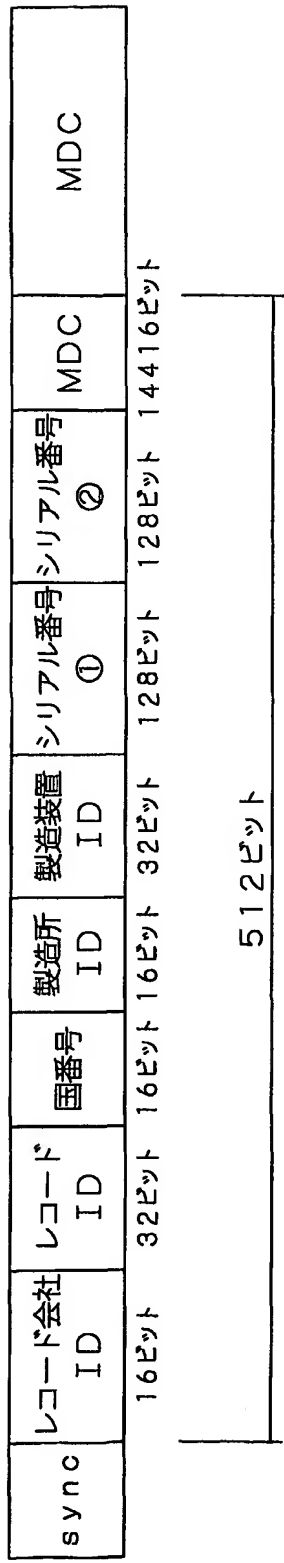 sync
レコード会社
ID
レコード
ID
国番号
製造所
ID
製造装置
ID
シリアル番号
①
シリアル番号
②
MDC
MDC
16ビット
32ビット
16ビット
16ビット
32ビット
128ビット
128ビット
14416ビット
512ビット